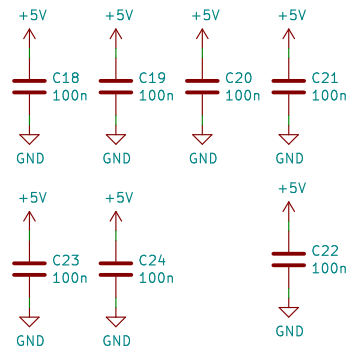 +5V +5V +5V +5V
C18 C19 C20 C21
100n 100n 100n 100n
GND GND GND GND
+5V +5V +5V
C23 C24 C22
100n 100n 100n
GND GND GND